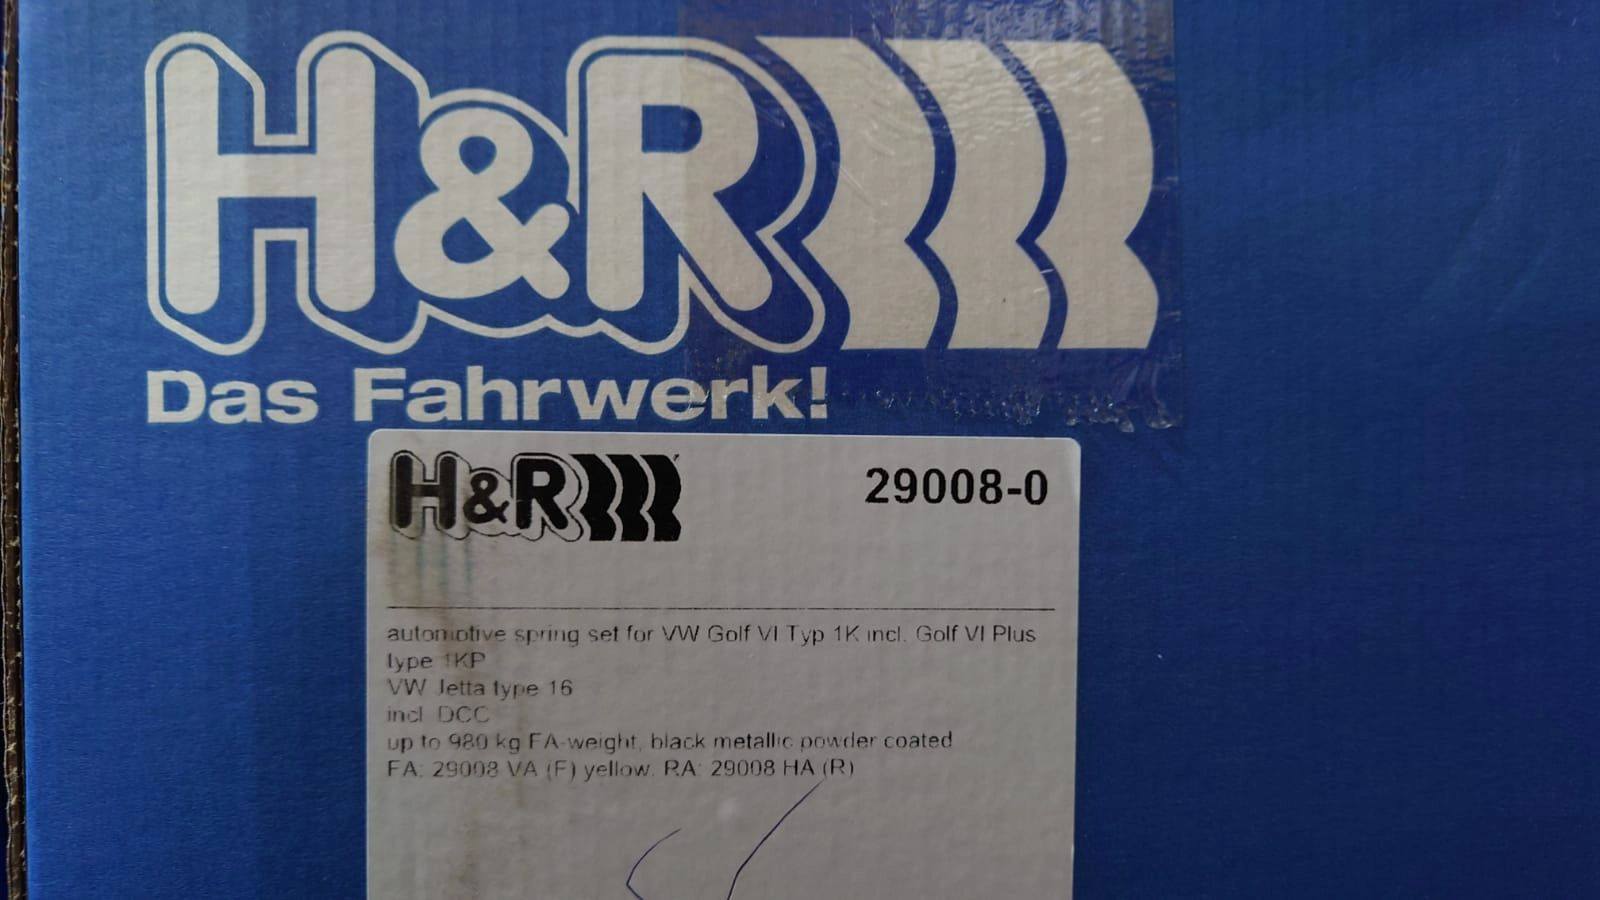 H&R
Das Fahrwerk!
H&R
29008-0
automotive spring set for VW Golf VI Typ 1K incl. Golf VI Plus
type 1KP
VW Jetta type 16
incl. DCC
up to 980 kg FA-weight, black metallic powder coated
FA: 29008 VA (F) yellow, RA: 29008 HA (R)